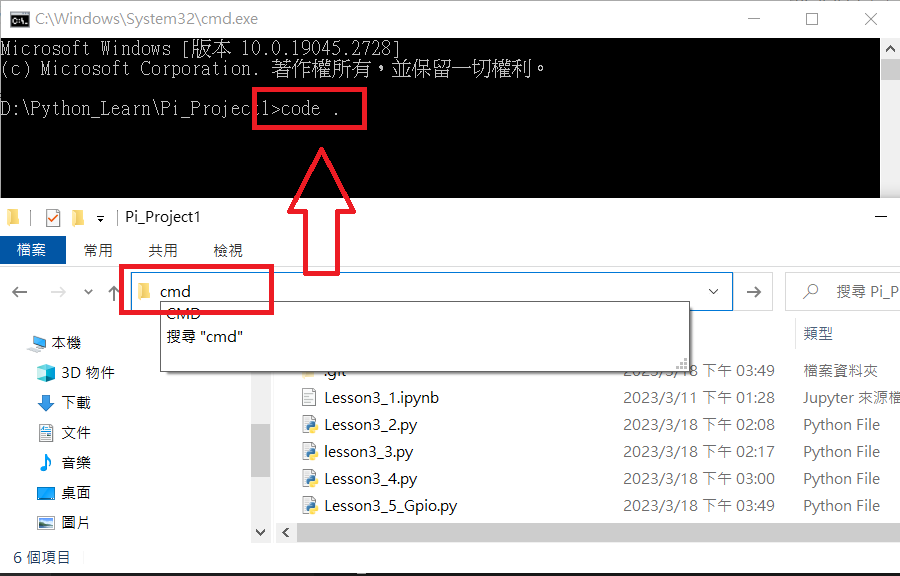 C:\Windows\System32\cmd.exe
Microsoft Windows [版本 10.0.19045.2728]
(c) Microsoft Corporation. 著作權所有，並保留一切權利。
D:\Python_Learn\Pi_Project1>code .
Pi_Project1
檔案 常用 共用 檢視
cmd
搜尋 Pi_P
CMD
搜尋 "cmd"
類型
本機
3D 物件
下載
文件
音樂
桌面
圖片
.git 2023/3/18 下午 03:49 檔案資料夾
Lesson3_1.ipynb 2023/3/11 下午 01:28 Jupyter 來源檔
Lesson3_2.py 2023/3/18 下午 02:08 Python File
lesson3_3.py 2023/3/18 下午 02:17 Python File
Lesson3_4.py 2023/3/18 下午 03:00 Python File
Lesson3_5_Gpio.py 2023/3/18 下午 03:49 Python File
6 個項目